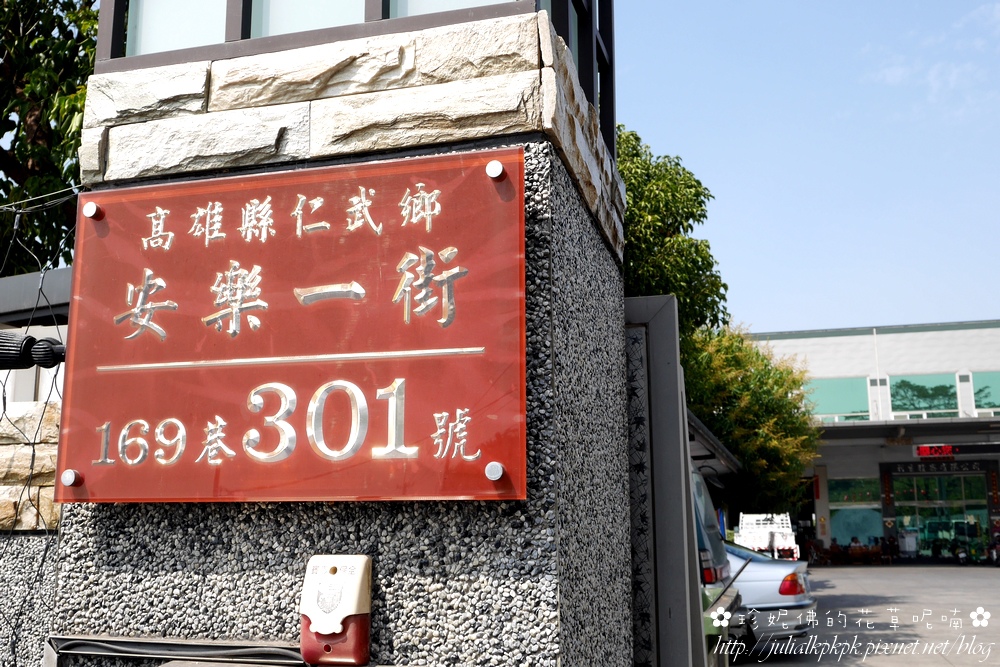 高雄縣仁武鄉
安樂一街
169巷301號
✿珍妮佛的花草呢喃✿
http://julialkpkpk.pixnet.net/blog